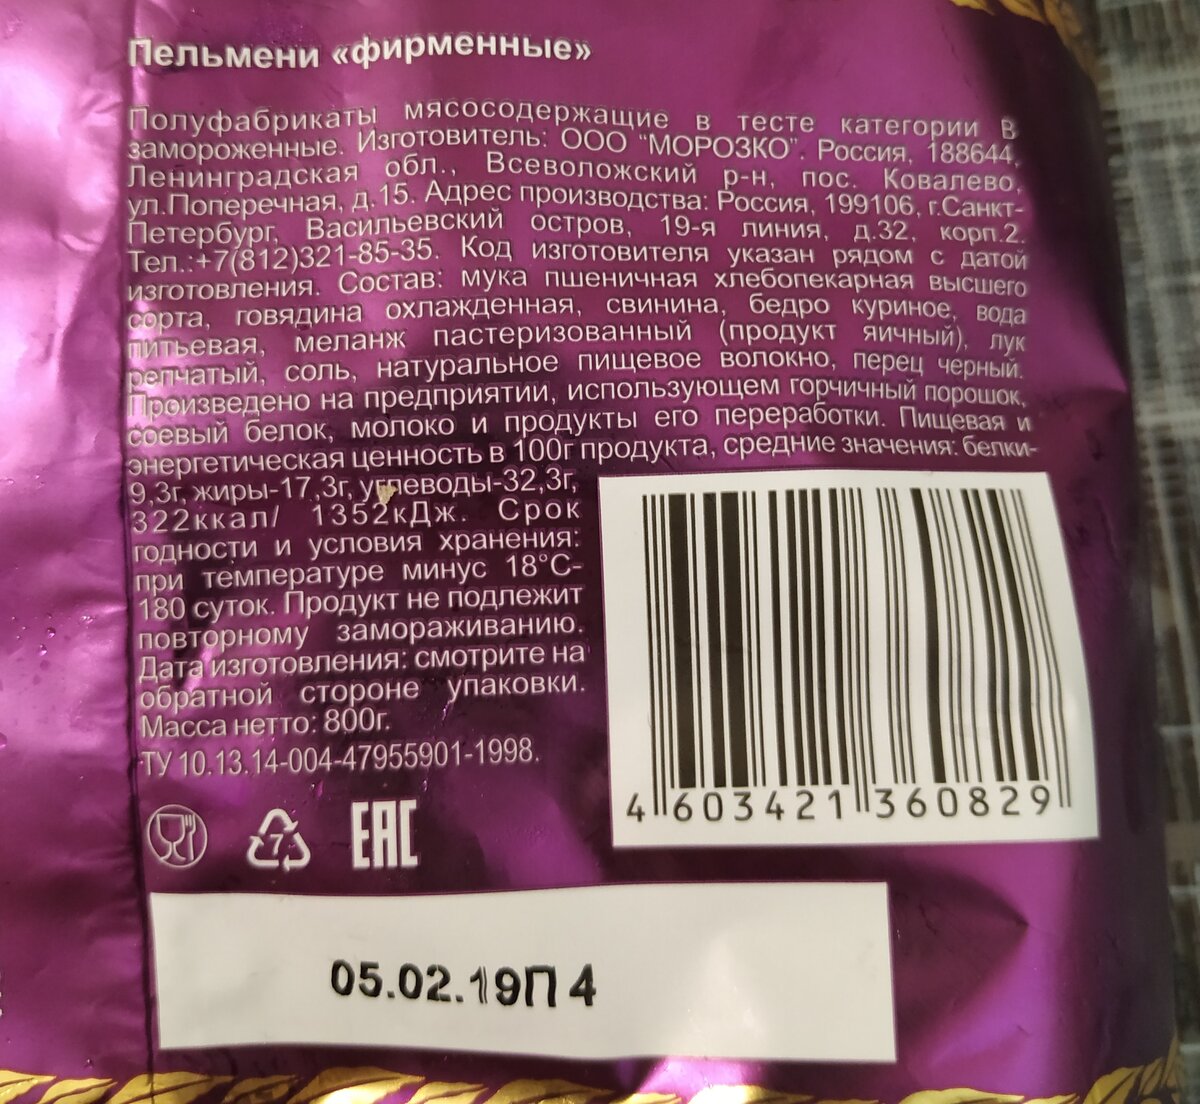 Пельмени «фирменные»
Полуфабрикаты мясосодержащие в тесте категории В
замороженные. Изготовитель: ООО "МОРОЗКО". Россия, 188644,
Ленинградская обл., Всеволожский р-н, пос. Ковалево,
ул.Поперечная, д.15. Адрес производства: Россия, 199106, г.Санкт-
Петербург, Васильевский остров, 19-я линия, д.32, корп.2.
Тел.:+7(812)321-85-35. Код изготовителя указан рядом с датой
изготовления. Состав: мука пшеничная хлебопекарная высшего
сорта, говядина охлажденная, свинина, бедро куриное, вода
питьевая, меланж пастеризованный (продукт яичный), лук
репчатый, соль, натуральное пищевое волокно, перец черный.
Произведено на предприятии, использующем горчичный порошок,
соевый белок, молоко и продукты его переработки. Пищевая и
энергетическая ценность в 100г продукта, средние значения: белки-
9,3г, жиры-17,3г, углеводы-32,3г,
322ккал/ 1352кДж. Срок
годности и условия хранения:
при температуре минус 18°С-
180 суток. Продукт не подлежит
повторному замораживанию.
Дата изготовления: смотрите на
обратной стороне упаковки.
Масса нетто: 800г.
ТУ 10.13.14-004-47955901-1998.
4 603421 360829
7
EAC
05.02.19П 4